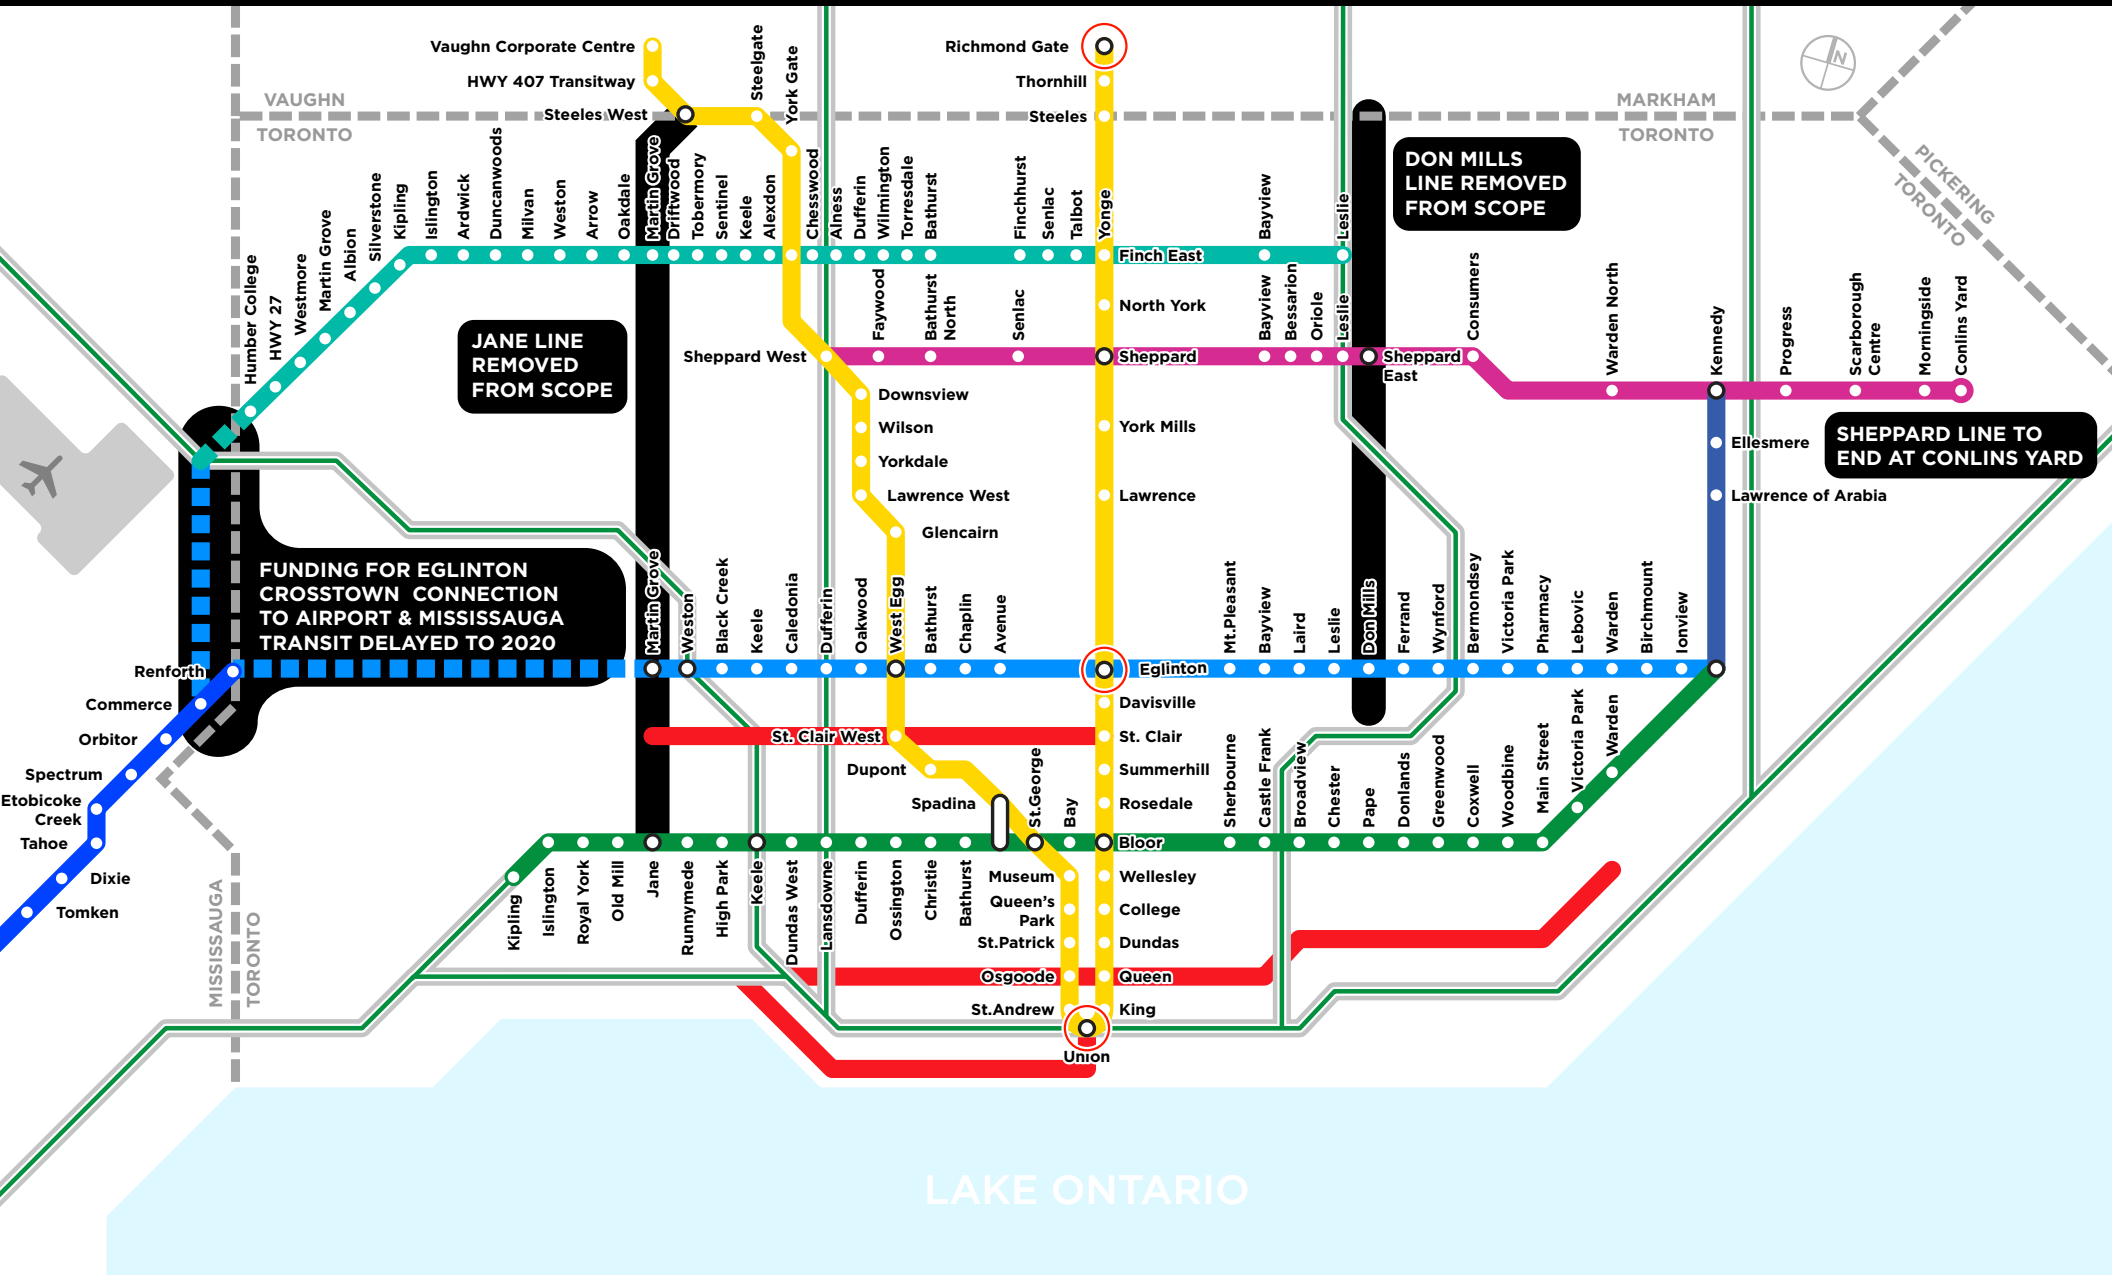 Vaughn Corporate Centre
HWY 407 Transitway
Steeles West
Steelgate
York Gate
Richmond Gate
Thornhill
Steeles
N
VAUGHN
TORONTO
MARKHAM
TORONTO
PICKERING
TORONTO
DON MILLS
LINE REMOVED
FROM SCOPE
Humber College
HWY 27
Westmore
Martin Grove
Albion
Silverstone
Kipling
Islington
Ardwick
Duncanwoods
Milvan
Weston
Arrow
Oakdale
Martin Grove
Driftwood
Tobermory
Sentinel
Keele
Alexdon
Chesswood
Alness
Dufferin
Wilmington
Torresdale
Bathurst
Finchhurst
Senlac
Talbot
Yonge
Finch East
Bayview
Leslie
North York
JANE LINE
REMOVED
FROM SCOPE
Sheppard West
Faywood
Bathurst
North
Senlac
Sheppard
Bayview
Bessarion
Oriole
Leslie
Sheppard
East
Consumers
Warden North
Kennedy
Progress
Scarborough
Centre
Morningside
Conlins Yard
SHEPPARD LINE TO
END AT CONLINS YARD
Downsview
Wilson
Yorkdale
Lawrence West
Glencairn
York Mills
Lawrence
Ellesmere
Lawrence of Arabia
FUNDING FOR EGLINTON
CROSSTOWN CONNECTION
TO AIRPORT & MISSISSAUGA
TRANSIT DELAYED TO 2020
Martin Grove
Weston
Black Creek
Keele
Caledonia
Dufferin
Oakwood
West Egg
Bathurst
Chaplin
Avenue
Eglinton
Mt.Pleasant
Bayview
Laird
Leslie
Don Mills
Ferrand
Wynford
Bermondsey
Victoria Park
Pharmacy
Lebovic
Warden
Birchmount
Ionview
Renforth
Commerce
Orbitor
Spectrum
Etobicoke
Creek
Tahoe
Dixie
Tomken
Davisville
St. Clair West
St. Clair
Dupont
Summerhill
Spadina
Rosedale
St.George
Bay
Bloor
Sherbourne
Castle Frank
Broadview
Chester
Pape
Donlands
Greenwood
Coxwell
Woodbine
Main Street
Victoria Park
Warden
Kipling
Islington
Royal York
Old Mill
Jane
Runnymede
High Park
Keele
Dundas West
Lansdowne
Dufferin
Ossington
Christie
Bathurst
Museum
Wellesley
Queen's
Park
College
St.Patrick
Dundas
Osgoode
Queen
St.Andrew
King
Union
MISSISSAUGA
TORONTO
LAKE ONTARIO